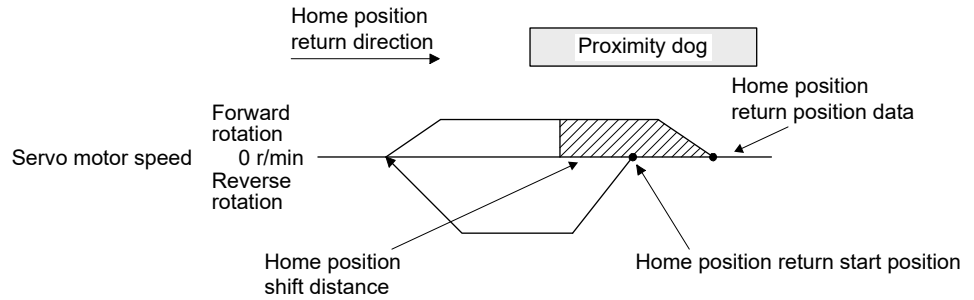 Home position
return direction
Proximity dog
Home position
return position data
Forward
rotation
Servo motor speed
0 r/min
Reverse
rotation
Home position
shift distance
Home position return start position